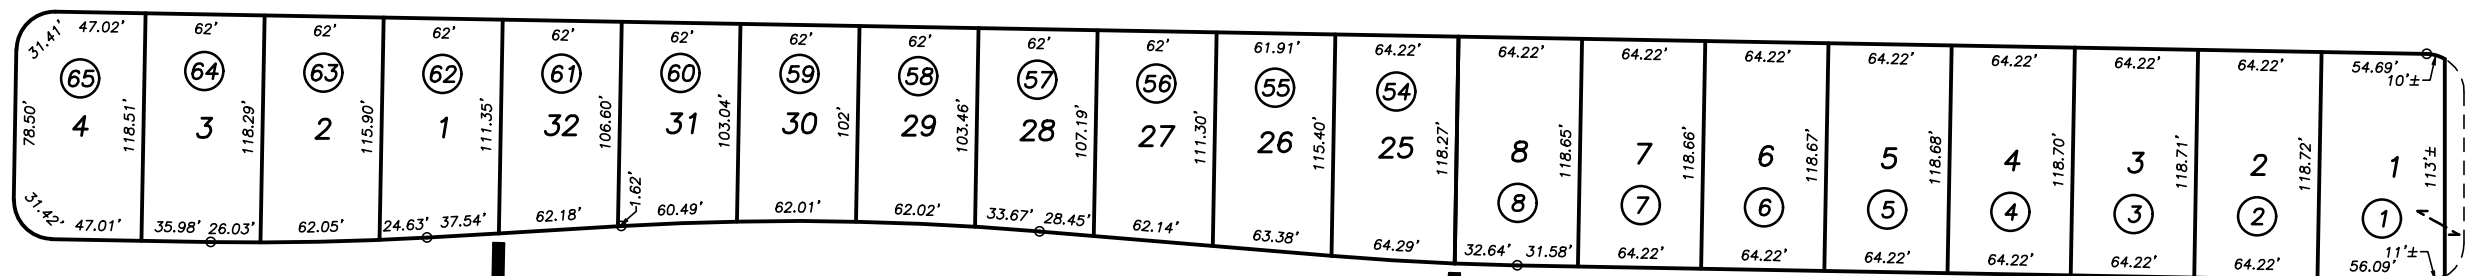 31.41' 47.02' 62' 62' 62' 62' 62' 62' 62' 62' 62' 61.91' 64.22' 64.22' 64.22' 64.22' 64.22' 64.22' 64.22' 64.22' 54.69'
10'±
65 64 63 62 61 60 59 58 57 56 55 54
4 3 2 1 32 31 30 29 28 27 26 25 8 7 6 5 4 3 2 1
78.50' 118.51' 118.29' 115.90' 111.35' 106.60' 103.04' 102' 103.46' 107.19' 111.30' 115.40' 118.27' 118.65' 118.66' 118.67' 118.68' 118.70' 118.71' 118.72' 113'±
8 7 6 5 4 3 2 1
1.62'
31.42' 47.01' 35.98' 26.03' 62.05' 24.63' 37.54' 62.18' 60.49' 62.01' 62.02' 33.67' 28.45' 62.14' 63.38' 64.29' 32.64' 31.58' 64.22' 64.22' 64.22' 64.22' 64.22' 64.22' 56.09'
11'±